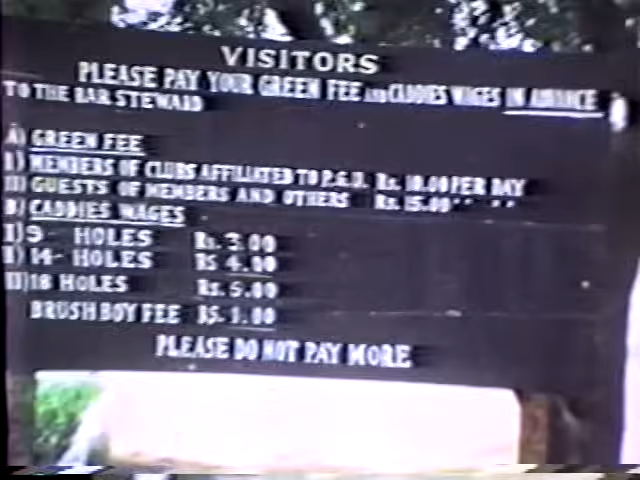 VISITORS
PLEASE PAY YOUR GREEN FEE AND CADDIES WAGES IN ADVANCE
TO THE BAR STEWARD
A) GREEN FEE
I) MEMBERS OF CLUBS AFFILIATED TO P.G.U. Rs. 10.00 PER DAY
II) GUESTS OF MEMBERS AND OTHERS Rs. 15.00 " " "
B) CADDIES WAGES
I) 9- HOLES Rs. 3.00
II) 14- HOLES RS 4.00
III) 18 HOLES Rs. 5.00
BRUSH BOY FEE RS. 1.00
PLEASE DO NOT PAY MORE